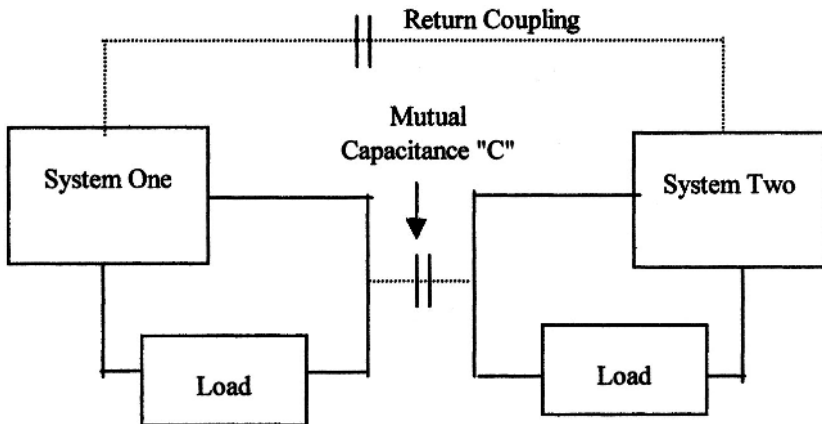 Return Coupling
Mutual
Capacitance "C"
System One
System Two
Load
Load